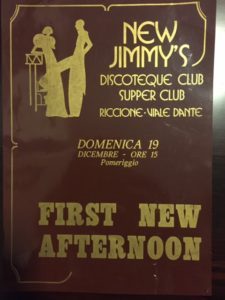 NEW
JIMMY'S
DISCOTEQUE CLUB
SUPPER CLUB
RICCIONE · VIALE DANTE
DOMENICA 19
DICEMBRE - ORE 15
Pomeriggio
FIRST NEW
AFTERNOON